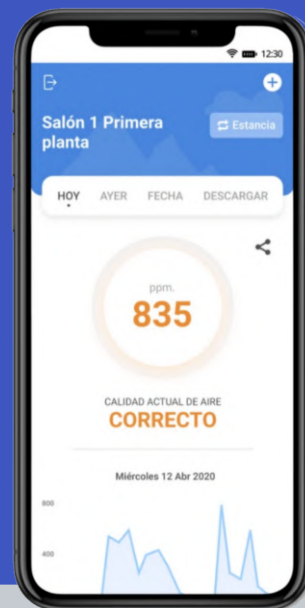 12:30
Salón 1 Primera
planta
Estancia
HOY AYER FECHA DESCARGAR
ppm.
835
CALIDAD ACTUAL DE AIRE
CORRECTO
Miércoles 12 Abr 2020
800
400